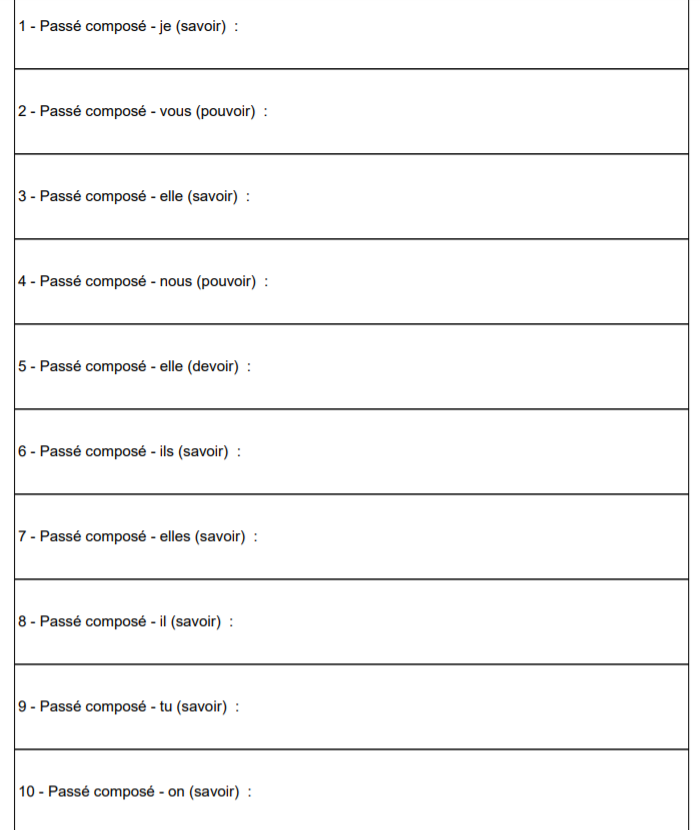 1 - Passé composé - je (savoir) :
2 - Passé composé - vous (pouvoir) :
3 - Passé composé - elle (savoir) :
4 - Passé composé - nous (pouvoir) :
5 - Passé composé - elle (devoir) :
6 - Passé composé - ils (savoir) :
7 - Passé composé - elles (savoir) :
8 - Passé composé - il (savoir) :
9 - Passé composé - tu (savoir) :
10 - Passé composé - on (savoir) :